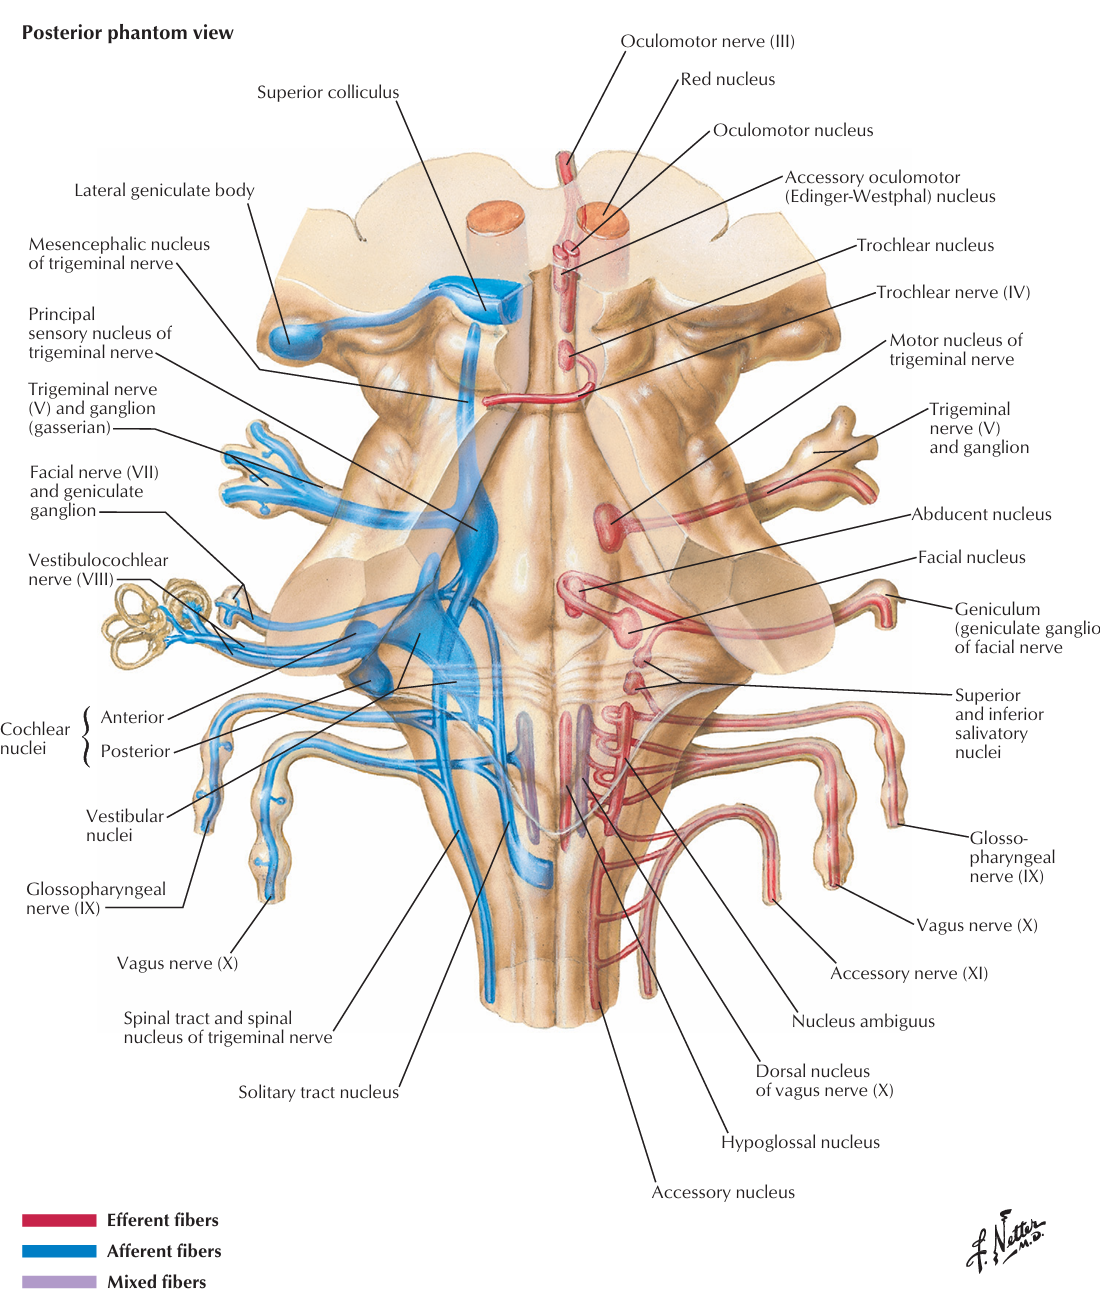 Posterior phantom view
Oculomotor nerve (III)
Red nucleus
Superior colliculus
Oculomotor nucleus
Accessory oculomotor
(Edinger-Westphal) nucleus
Lateral geniculate body
Trochlear nucleus
Mesencephalic nucleus
of trigeminal nerve
Trochlear nerve (IV)
Principal
sensory nucleus of
trigeminal nerve
Motor nucleus of
trigeminal nerve
Trigeminal nerve
(V) and ganglion
(gasserian)
Trigeminal
nerve (V)
and ganglion
Facial nerve (VII)
and geniculate
ganglion
Abducent nucleus
Facial nucleus
Vestibulocochlear
nerve (VIII)
Geniculum
(geniculate ganglio
of facial nerve
Superior
and inferior
salivatory
nuclei
Cochlear
nuclei
Anterior
Posterior
Vestibular
nuclei
Glosso-
pharyngeal
nerve (IX)
Glossopharyngeal
nerve (IX)
Vagus nerve (X)
Vagus nerve (X)
Accessory nerve (XI)
Spinal tract and spinal
nucleus of trigeminal nerve
Nucleus ambiguus
Dorsal nucleus
of vagus nerve (X)
Solitary tract nucleus
Hypoglossal nucleus
Accessory nucleus
Efferent fibers
Afferent fibers
Mixed fibers
F. Netter
M.D.